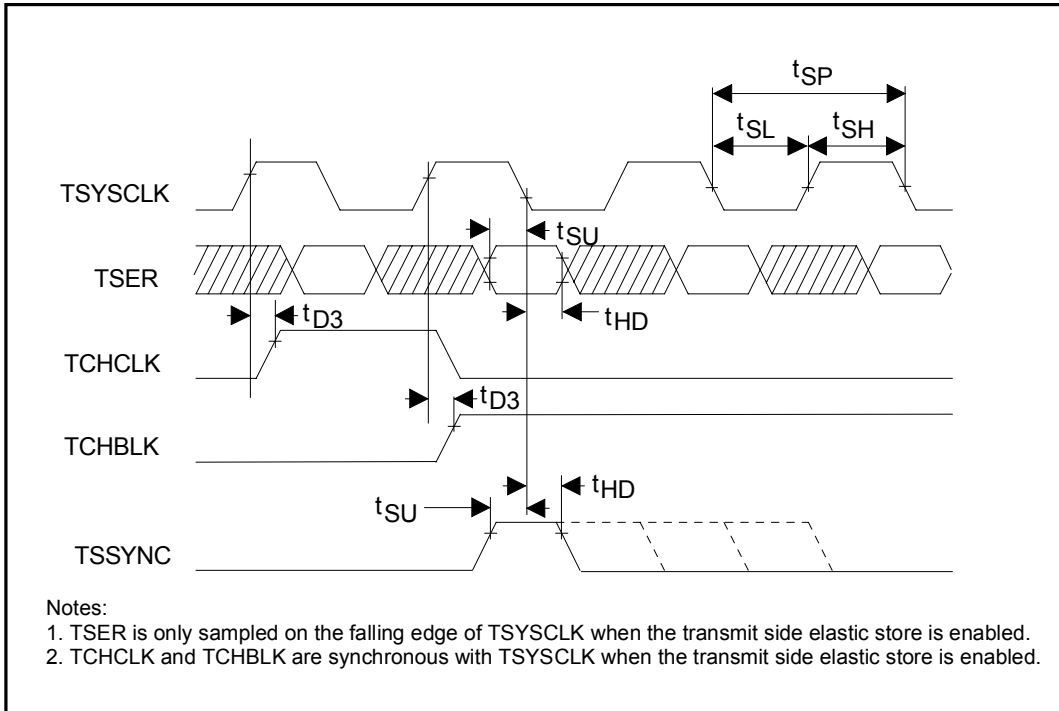 tSP
tSL tSH
TSYSCLK
tSU
TSER
tD3 tHD
TCHCLK
tD3
TCHBLK
tHD
tSU
TSSYNC
Notes:
1. TSER is only sampled on the falling edge of TSYSCLK when the transmit side elastic store is enabled.
2. TCHCLK and TCHBLK are synchronous with TSYSCLK when the transmit side elastic store is enabled.